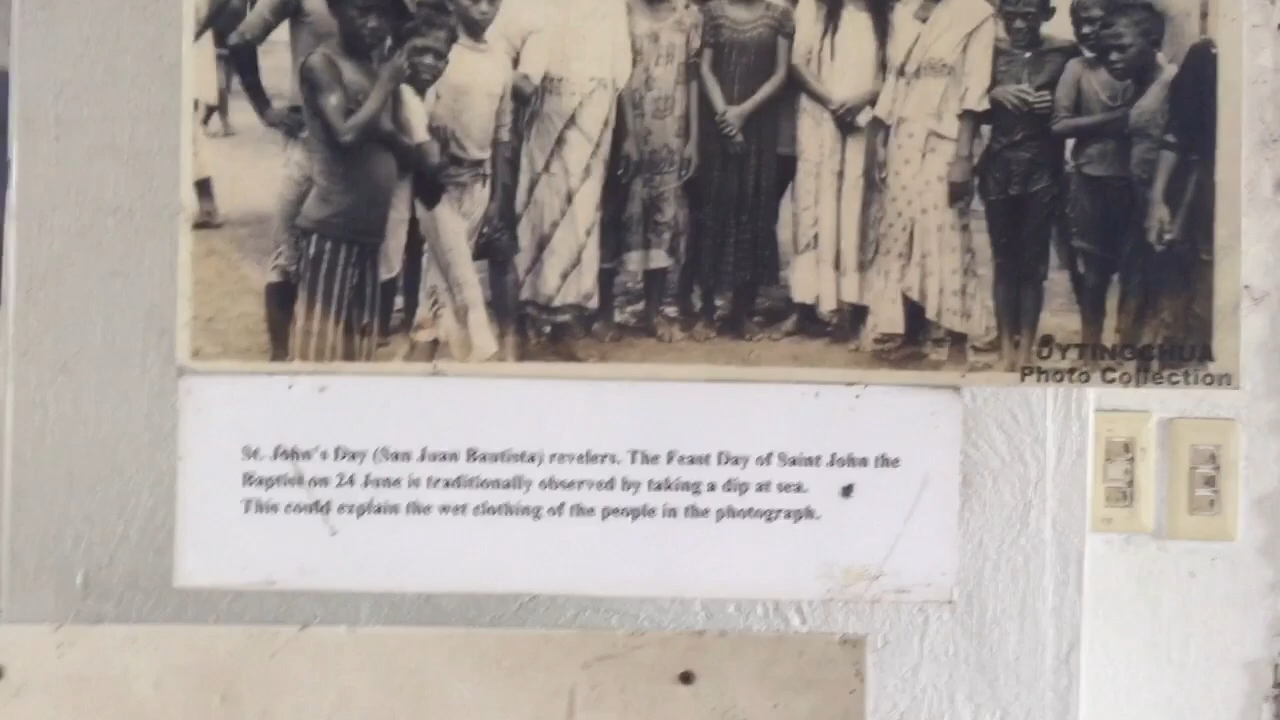 UYTINGCHUA
Photo Collection
St. John's Day (San Juan Bautista) revelers. The Feast Day of Saint John the
Baptist on 24 June is traditionally observed by taking a dip at sea.
This could explain the wet clothing of the people in the photograph.